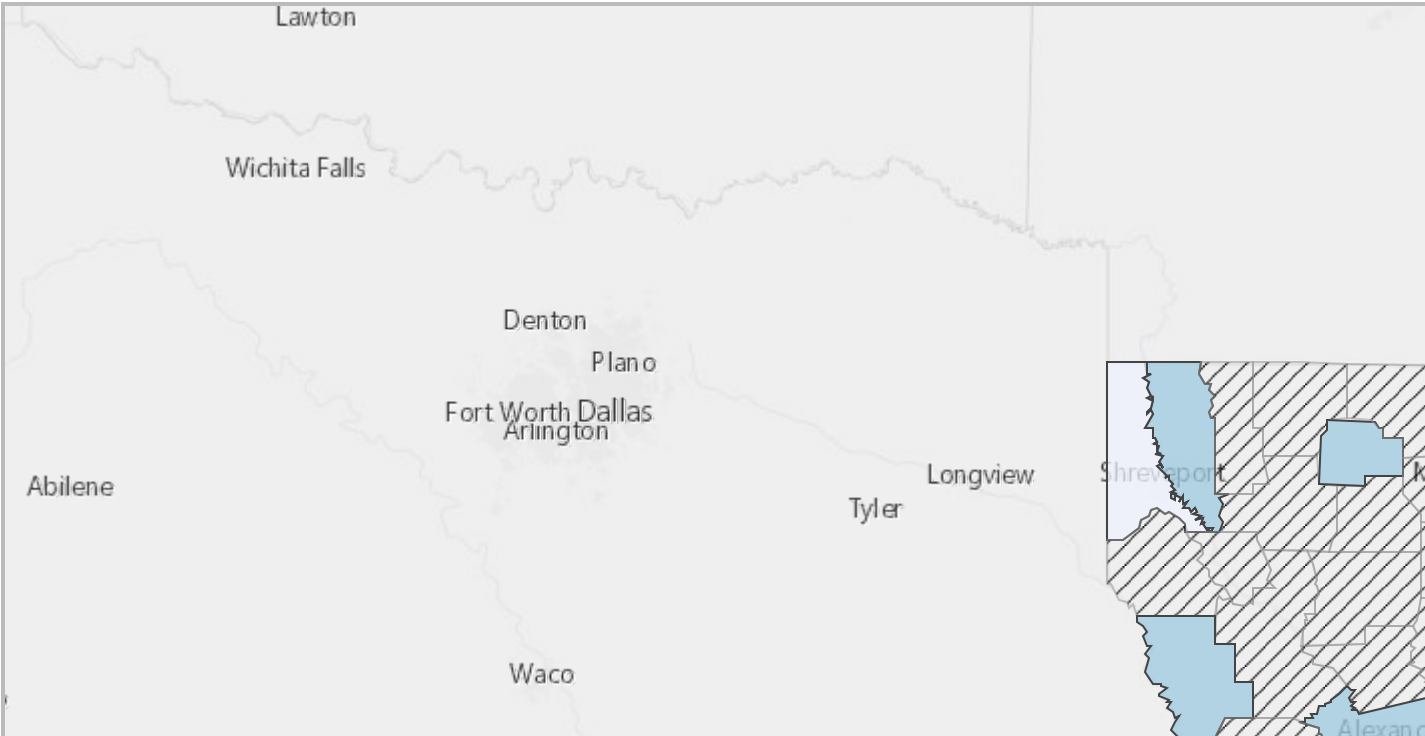 Lawton
Wichita Falls
Denton
Plano
Fort Worth Dallas
Arlington
Longview
Shreveport
Abilene
Tyler
Waco